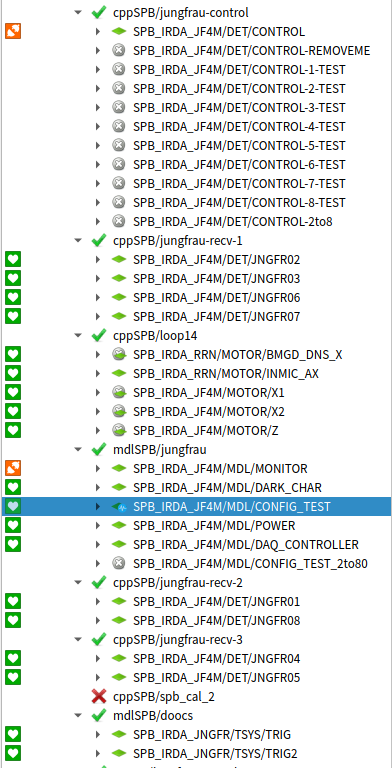 cppSPB/jungfrau-control
SPB_IRDA_JF4M/DET/CONTROL
SPB_IRDA_JF4M/DET/CONTROL-REMOVEME
SPB_IRDA_JF4M/DET/CONTROL-1-TEST
SPB_IRDA_JF4M/DET/CONTROL-2-TEST
SPB_IRDA_JF4M/DET/CONTROL-3-TEST
SPB_IRDA_JF4M/DET/CONTROL-4-TEST
SPB_IRDA_JF4M/DET/CONTROL-5-TEST
SPB_IRDA_JF4M/DET/CONTROL-6-TEST
SPB_IRDA_JF4M/DET/CONTROL-7-TEST
SPB_IRDA_JF4M/DET/CONTROL-8-TEST
SPB_IRDA_JF4M/DET/CONTROL-2to8
cppSPB/jungfrau-recv-1
SPB_IRDA_JF4M/DET/JNGFR02
SPB_IRDA_JF4M/DET/JNGFR03
SPB_IRDA_JF4M/DET/JNGFR06
SPB_IRDA_JF4M/DET/JNGFR07
cppSPB/loop14
SPB_IRDA_RRN/MOTOR/BMGD_DNS_X
SPB_IRDA_RRN/MOTOR/INMIC_AX
SPB_IRDA_JF4M/MOTOR/X1
SPB_IRDA_JF4M/MOTOR/X2
SPB_IRDA_JF4M/MOTOR/Z
mdlSPB/jungfrau
SPB_IRDA_JF4M/MDL/MONITOR
SPB_IRDA_JF4M/MDL/DARK_CHAR
SPB_IRDA_JF4M/MDL/CONFIG_TEST
SPB_IRDA_JF4M/MDL/POWER
SPB_IRDA_JF4M/MDL/DAQ_CONTROLLER
SPB_IRDA_JF4M/MDL/CONFIG_TEST_2to80
cppSPB/jungfrau-recv-2
SPB_IRDA_JF4M/DET/JNGFR01
SPB_IRDA_JF4M/DET/JNGFR08
cppSPB/jungfrau-recv-3
SPB_IRDA_JF4M/DET/JNGFR04
SPB_IRDA_JF4M/DET/JNGFR05
cppSPB/spb_cal_2
mdlSPB/doocs
SPB_IRDA_JNGFR/TSYS/TRIG
SPB_IRDA_JNGFR/TSYS/TRIG2